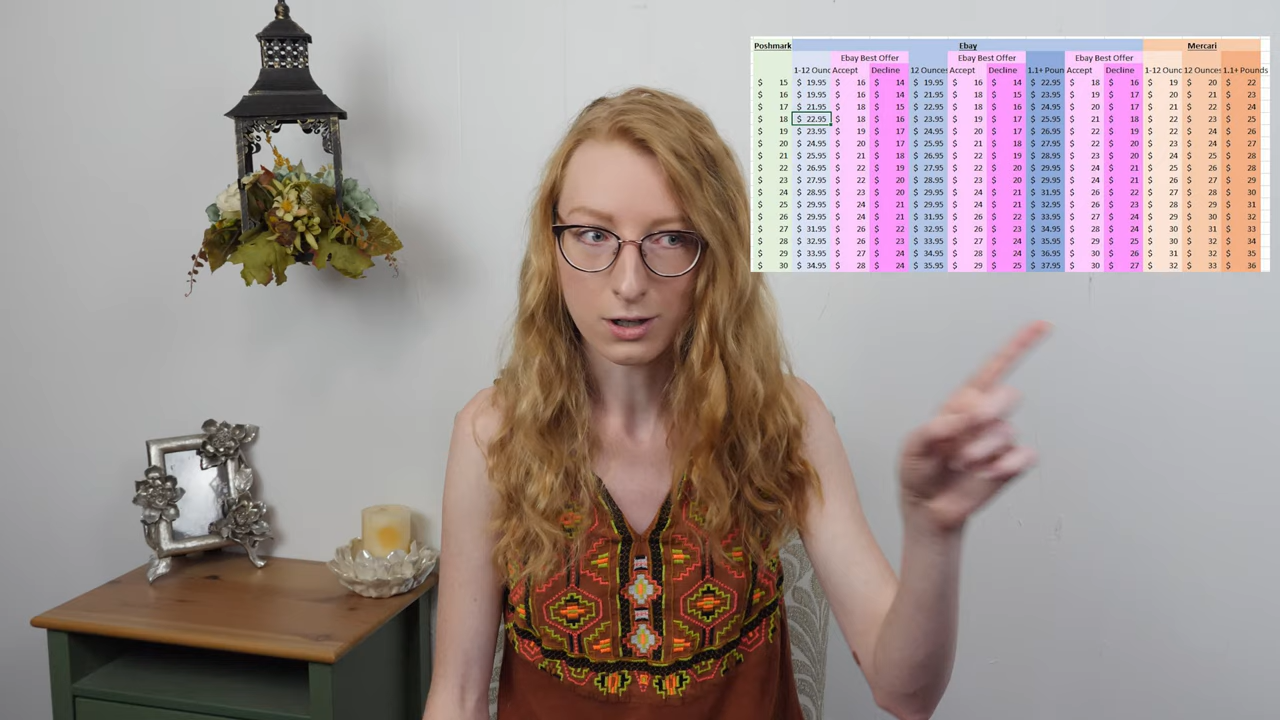 Poshmark Ebay Mercari
Ebay Best Offer Ebay Best Offer Ebay Best Offer
1-12 Ounc Accept Decline 12 Ounces Accept Decline 1.1+ Poun Accept Decline 1-12 Ounc 12 Ounces 1.1+ Pounds
$ 15 $ 19.95 $ 16 $ 14 $ 19.95 $ 16 $ 14 $ 22.95 $ 18 $ 16 $ 19 $ 20 $ 22
$ 16 $ 19.95 $ 16 $ 14 $ 21.95 $ 18 $ 15 $ 23.95 $ 19 $ 17 $ 20 $ 21 $ 23
$ 17 $ 21.95 $ 18 $ 15 $ 22.95 $ 18 $ 16 $ 24.95 $ 20 $ 17 $ 21 $ 22 $ 24
$ 18 $ 22.95 $ 18 $ 16 $ 23.95 $ 19 $ 17 $ 25.95 $ 21 $ 18 $ 22 $ 23 $ 25
$ 19 $ 23.95 $ 19 $ 17 $ 24.95 $ 20 $ 17 $ 26.95 $ 22 $ 19 $ 22 $ 24 $ 26
$ 20 $ 24.95 $ 20 $ 17 $ 25.95 $ 21 $ 18 $ 27.95 $ 22 $ 20 $ 23 $ 24 $ 27
$ 21 $ 25.95 $ 21 $ 18 $ 26.95 $ 22 $ 19 $ 28.95 $ 23 $ 20 $ 24 $ 25 $ 28
$ 22 $ 26.95 $ 22 $ 19 $ 27.95 $ 22 $ 20 $ 29.95 $ 24 $ 21 $ 25 $ 26 $ 28
$ 23 $ 27.95 $ 22 $ 20 $ 28.95 $ 23 $ 20 $ 29.95 $ 24 $ 21 $ 26 $ 27 $ 29
$ 24 $ 28.95 $ 23 $ 20 $ 29.95 $ 24 $ 21 $ 31.95 $ 26 $ 22 $ 27 $ 28 $ 30
$ 25 $ 29.95 $ 24 $ 21 $ 29.95 $ 24 $ 21 $ 32.95 $ 26 $ 23 $ 28 $ 29 $ 31
$ 26 $ 29.95 $ 24 $ 21 $ 31.95 $ 26 $ 22 $ 33.95 $ 27 $ 24 $ 29 $ 30 $ 32
$ 27 $ 31.95 $ 26 $ 22 $ 32.95 $ 26 $ 23 $ 34.95 $ 28 $ 24 $ 30 $ 31 $ 33
$ 28 $ 32.95 $ 26 $ 23 $ 33.95 $ 27 $ 24 $ 35.95 $ 29 $ 25 $ 30 $ 32 $ 34
$ 29 $ 33.95 $ 27 $ 24 $ 34.95 $ 28 $ 24 $ 36.95 $ 30 $ 26 $ 31 $ 32 $ 35
$ 30 $ 34.95 $ 28 $ 24 $ 35.95 $ 29 $ 25 $ 37.95 $ 30 $ 27 $ 32 $ 33 $ 36